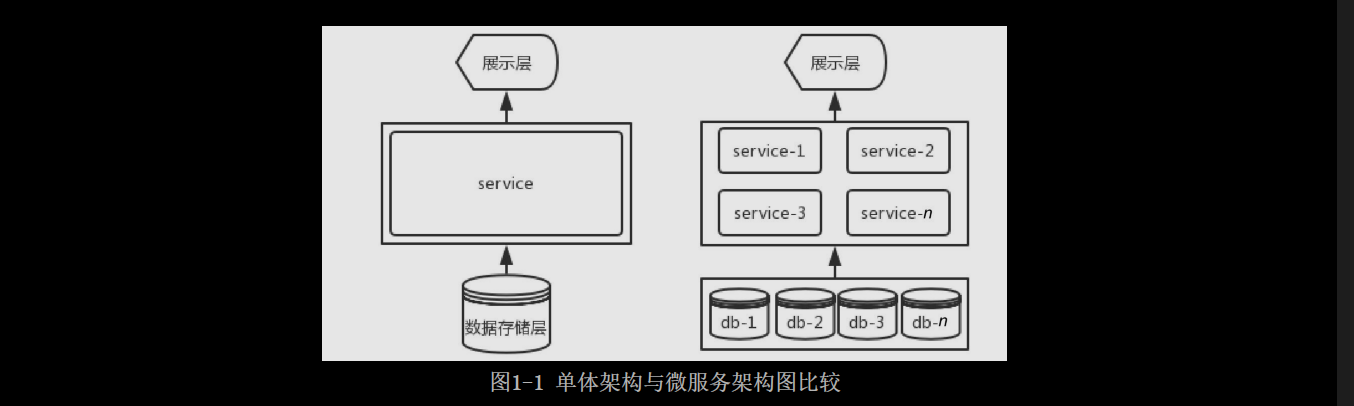 展示层
service
数据存储层
展示层
service-1
service-2
service-3
service-n
db-1
db-2
db-3
db-n
图1-1 单体架构与微服务架构图比较